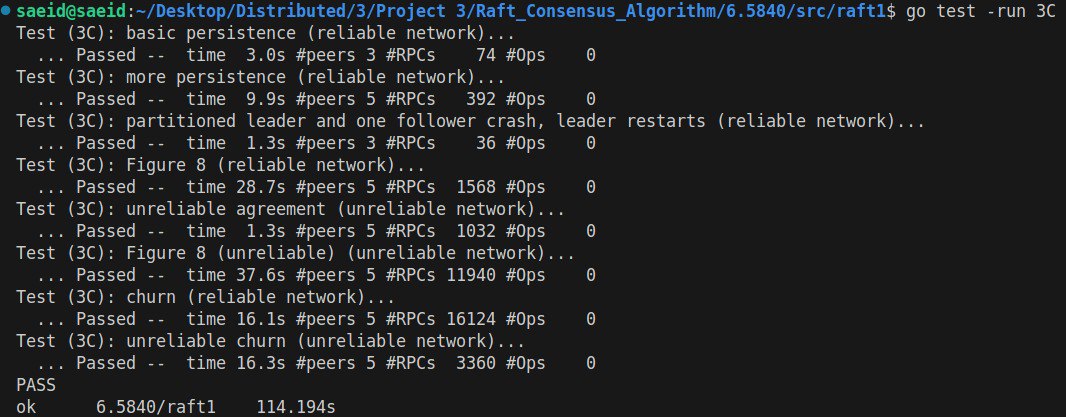 saeid@saeid:~/Desktop/Distributed/3/Project 3/Raft_Consensus_Algorithm/6.5840/src/raft1$ go test -run 3C
Test (3C): basic persistence (reliable network)...
  ... Passed --  time  3.0s #peers 3 #RPCs    74 #Ops    0
Test (3C): more persistence (reliable network)...
  ... Passed --  time  9.9s #peers 5 #RPCs   392 #Ops    0
Test (3C): partitioned leader and one follower crash, leader restarts (reliable network)...
  ... Passed --  time  1.3s #peers 3 #RPCs    36 #Ops    0
Test (3C): Figure 8 (reliable network)...
  ... Passed --  time 28.7s #peers 5 #RPCs  1568 #Ops    0
Test (3C): unreliable agreement (unreliable network)...
  ... Passed --  time  1.3s #peers 5 #RPCs  1032 #Ops    0
Test (3C): Figure 8 (unreliable) (unreliable network)...
  ... Passed --  time 37.6s #peers 5 #RPCs 11940 #Ops    0
Test (3C): churn (reliable network)...
  ... Passed --  time 16.1s #peers 5 #RPCs 16124 #Ops    0
Test (3C): unreliable churn (unreliable network)...
  ... Passed --  time 16.3s #peers 5 #RPCs  3360 #Ops    0
PASS
ok      6.5840/raft1    114.194s